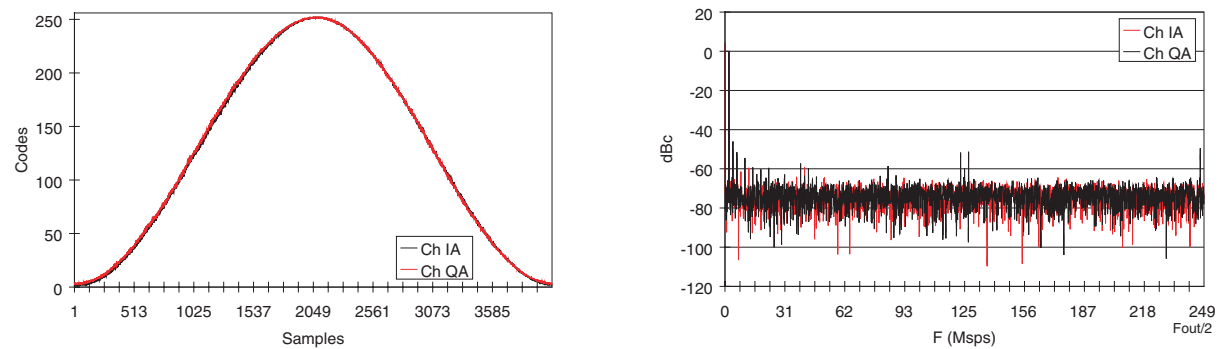 250
200
150
100
50
0
Codes
Ch IA
Ch QA
1 513 1025 1537 2049 2561 3073 3585
Samples
20
0
-20
-40
-60
-80
-100
-120
dBc
Ch IA
Ch QA
0 31 62 93 125 156 187 218 249
F (Msps)
Fout/2